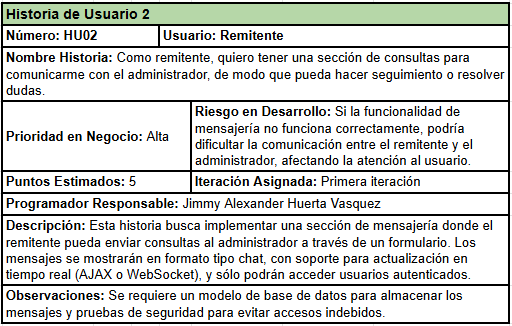 Historia de Usuario 2
Número: HU02
Usuario: Remitente
Nombre Historia: Como remitente, quiero tener una sección de consultas para
comunicarme con el administrador, de modo que pueda hacer seguimiento o resolver
dudas.
Prioridad en Negocio: Alta
Riesgo en Desarrollo: Si la funcionalidad de
mensajería no funciona correctamente, podría
dificultar la comunicación entre el remitente y el
administrador, afectando la atención al usuario.
Puntos Estimados: 5
Iteración Asignada: Primera iteración
Programador Responsable: Jimmy Alexander Huerta Vasquez
Descripción: Esta historia busca implementar una sección de mensajería donde el
remitente pueda enviar consultas al administrador a través de un formulario. Los
mensajes se mostrarán en formato tipo chat, con soporte para actualización en
tiempo real (AJAX o WebSocket), y sólo podrán acceder usuarios autenticados.
Observaciones: Se requiere un modelo de base de datos para almacenar los
mensajes y pruebas de seguridad para evitar accesos indebidos.